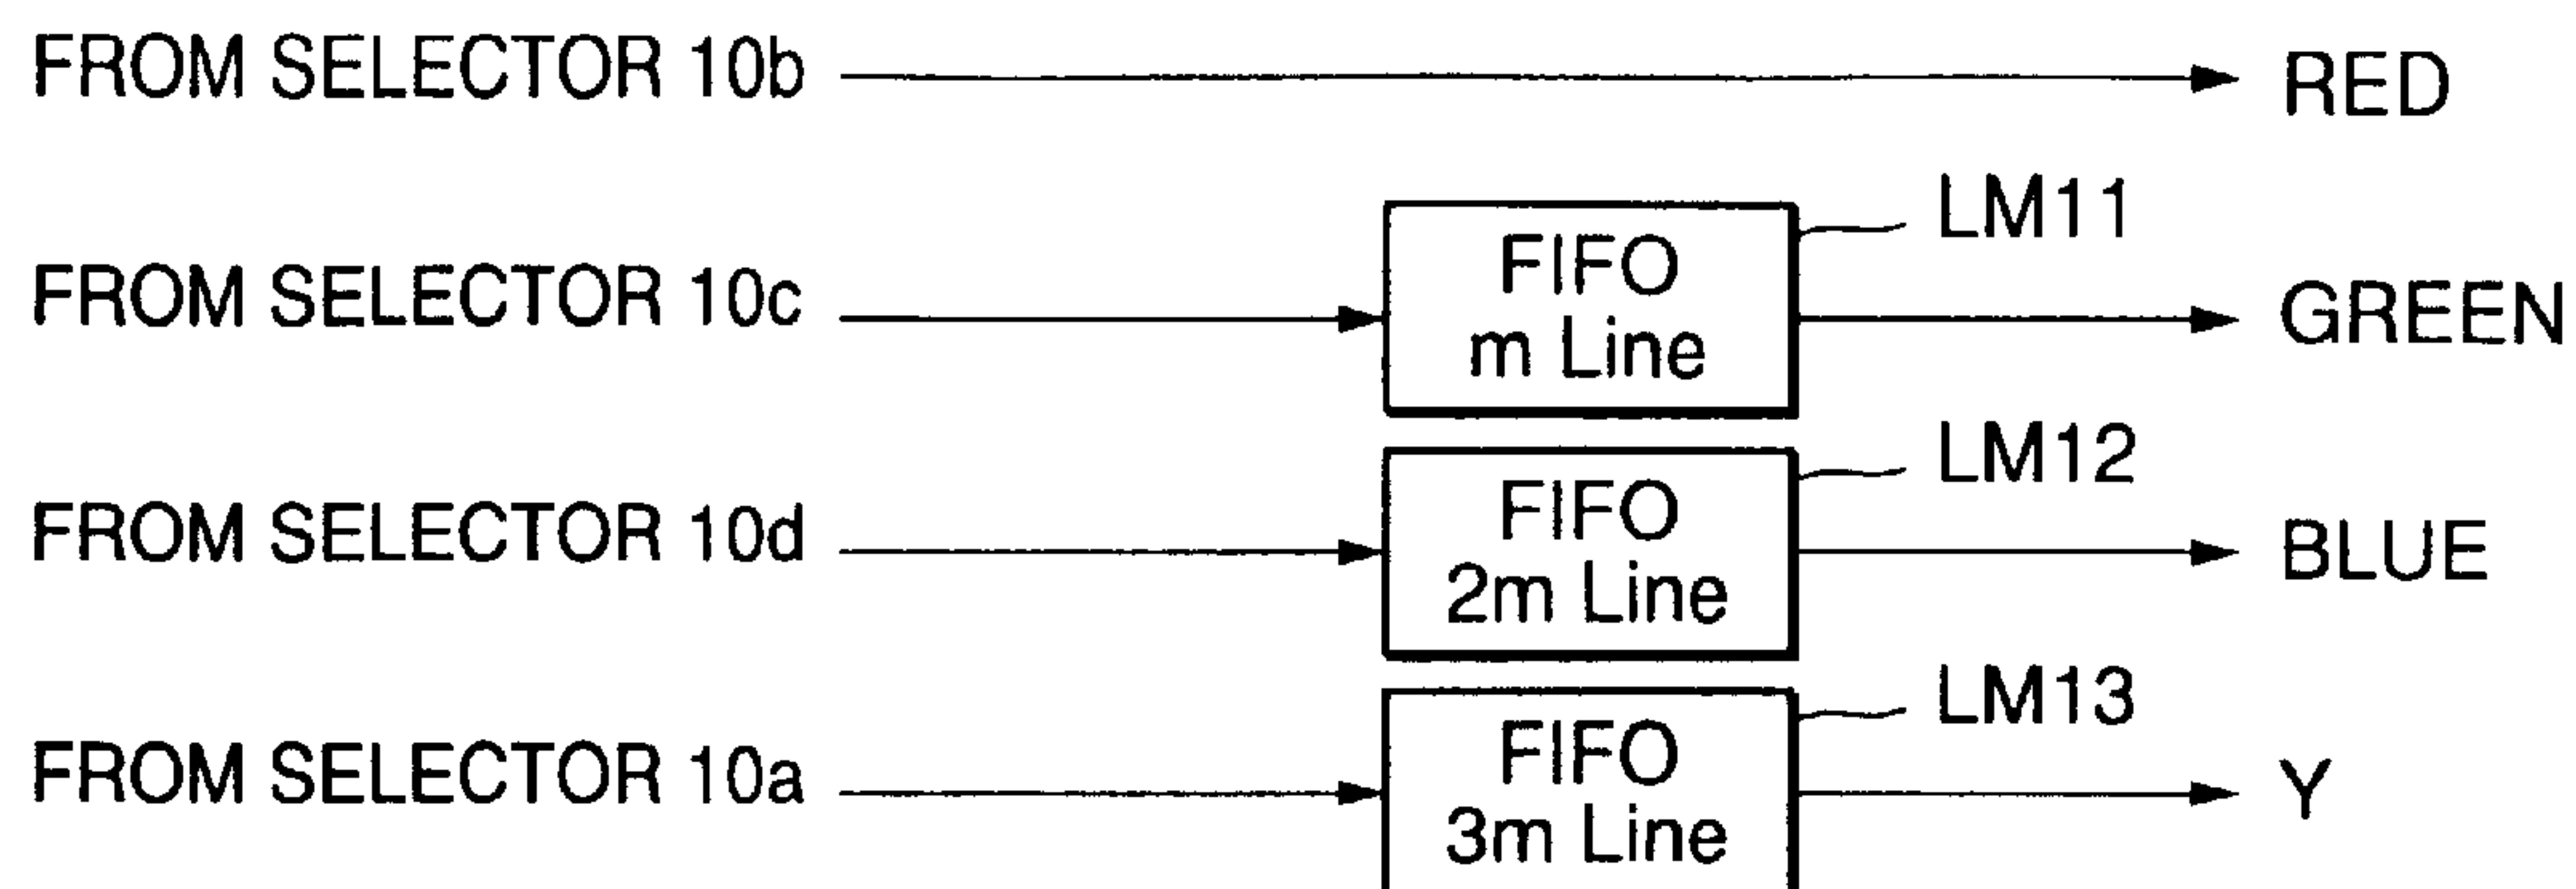 FROM SELECTOR 10b
RED
LM11
FROM SELECTOR 10c
FIFO
m Line
GREEN
LM12
FROM SELECTOR 10d
FIFO
2m Line
BLUE
LM13
FROM SELECTOR 10a
FIFO
3m Line
Y